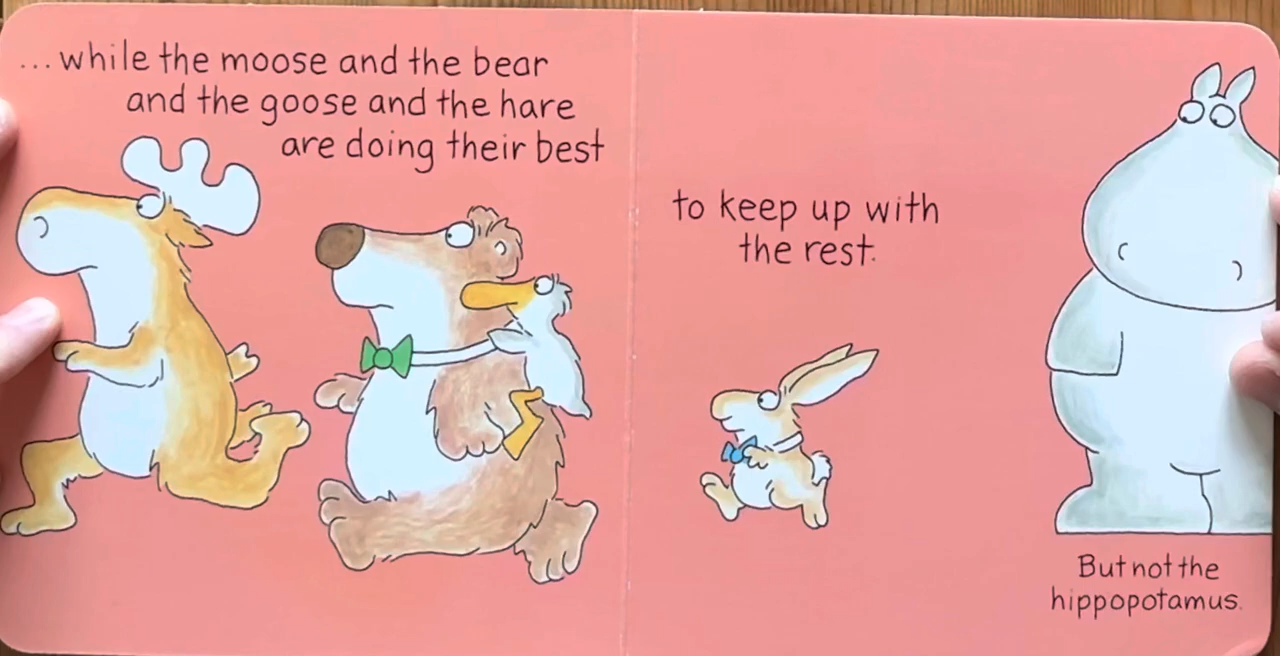 ...while the moose and the bear
and the goose and the hare
are doing their best
to keep up with
the rest.
But not the
hippopotamus.